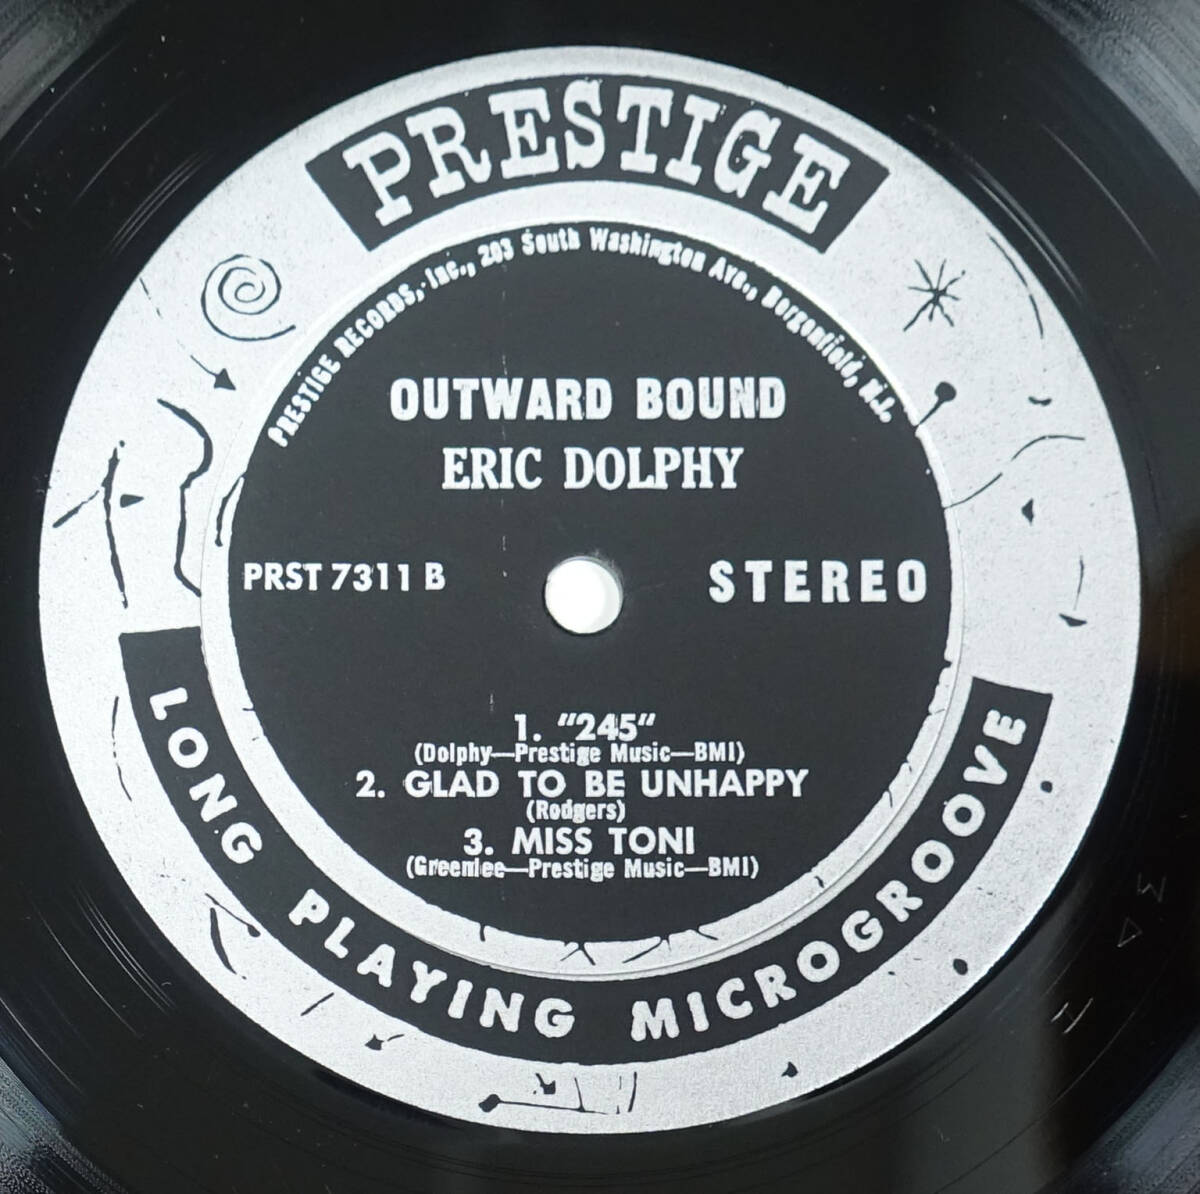 PRESTIGE
PRESTIGE RECORDS, Inc., 203 South Washington Ave., Bergenfield, N.J.
OUTWARD BOUND
ERIC DOLPHY
PRST 7311 B
STEREO
1. "245"
(Dolphy—Prestige Music—BMI)
2. GLAD TO BE UNHAPPY
(Rodgers)
3. MISS TONI
(Greenlee—Prestige Music—BMI)
LONG PLAYING MICROGROOVE